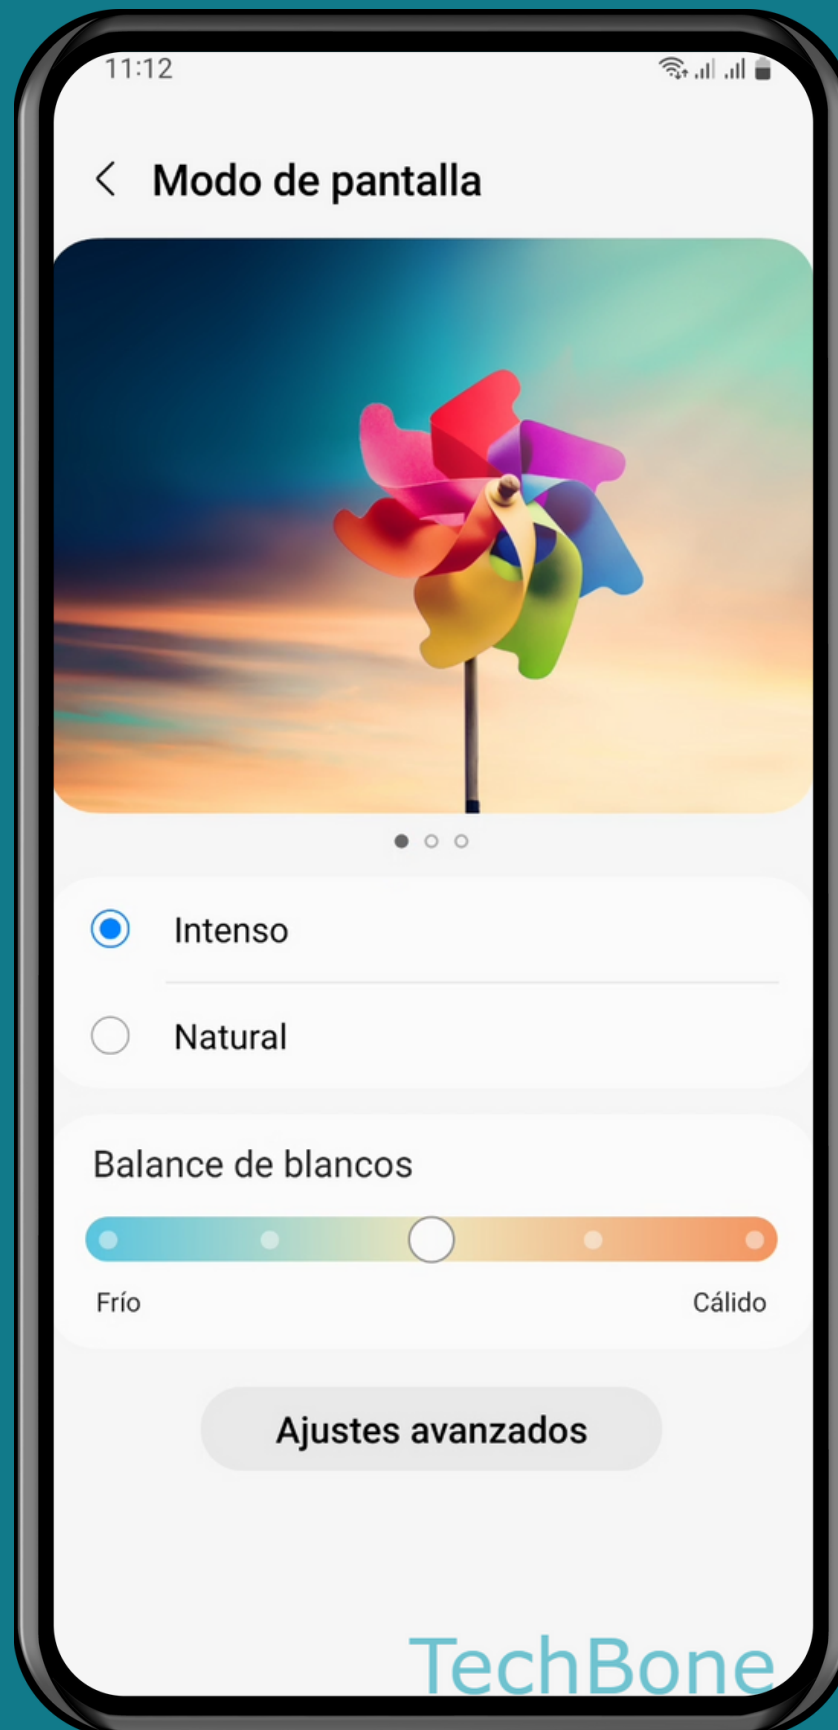 11:12
Modo de pantalla
Intenso
Natural
Balance de blancos
Frío
Cálido
Ajustes avanzados
TechBone